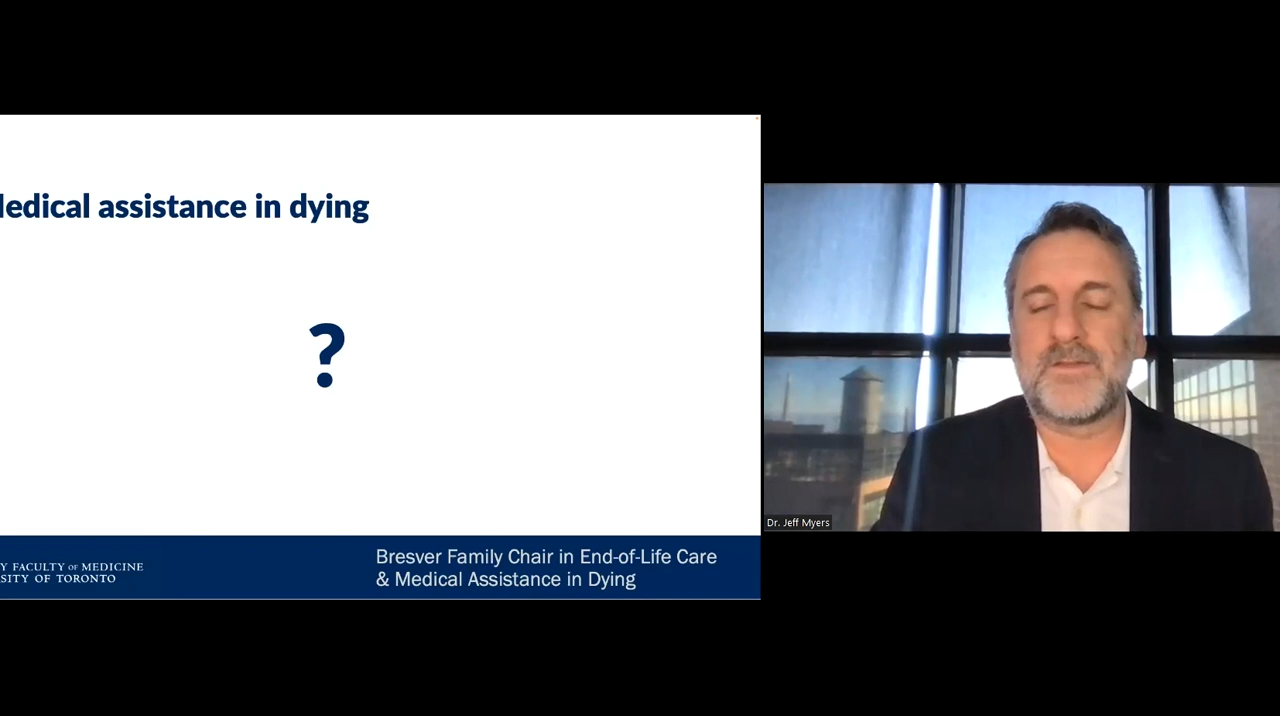 edical assistance in dying
?
Y FACULTY OF MEDICINE
SITY OF TORONTO
Bresver Family Chair in End-of-Life Care
& Medical Assistance in Dying
Dr. Jeff Myers